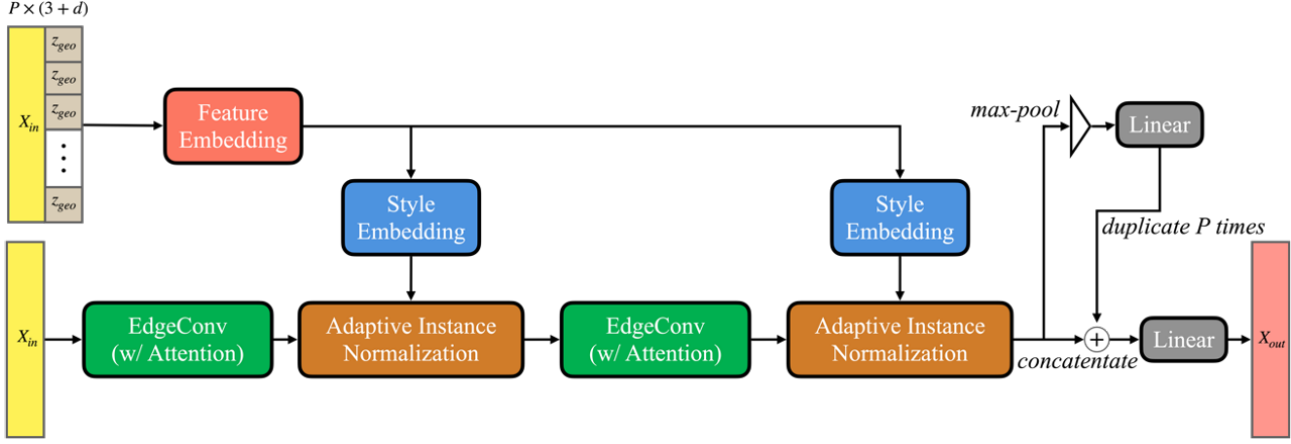 P × (3 + d)
z_geo
z_geo
z_geo
X_in
z_geo
Feature
Embedding
max-pool
Linear
Style
Embedding
Style
Embedding
duplicate P times
X_in
EdgeConv
(w/ Attention)
Adaptive Instance
Normalization
EdgeConv
(w/ Attention)
Adaptive Instance
Normalization
+
concatentate
Linear
X_out